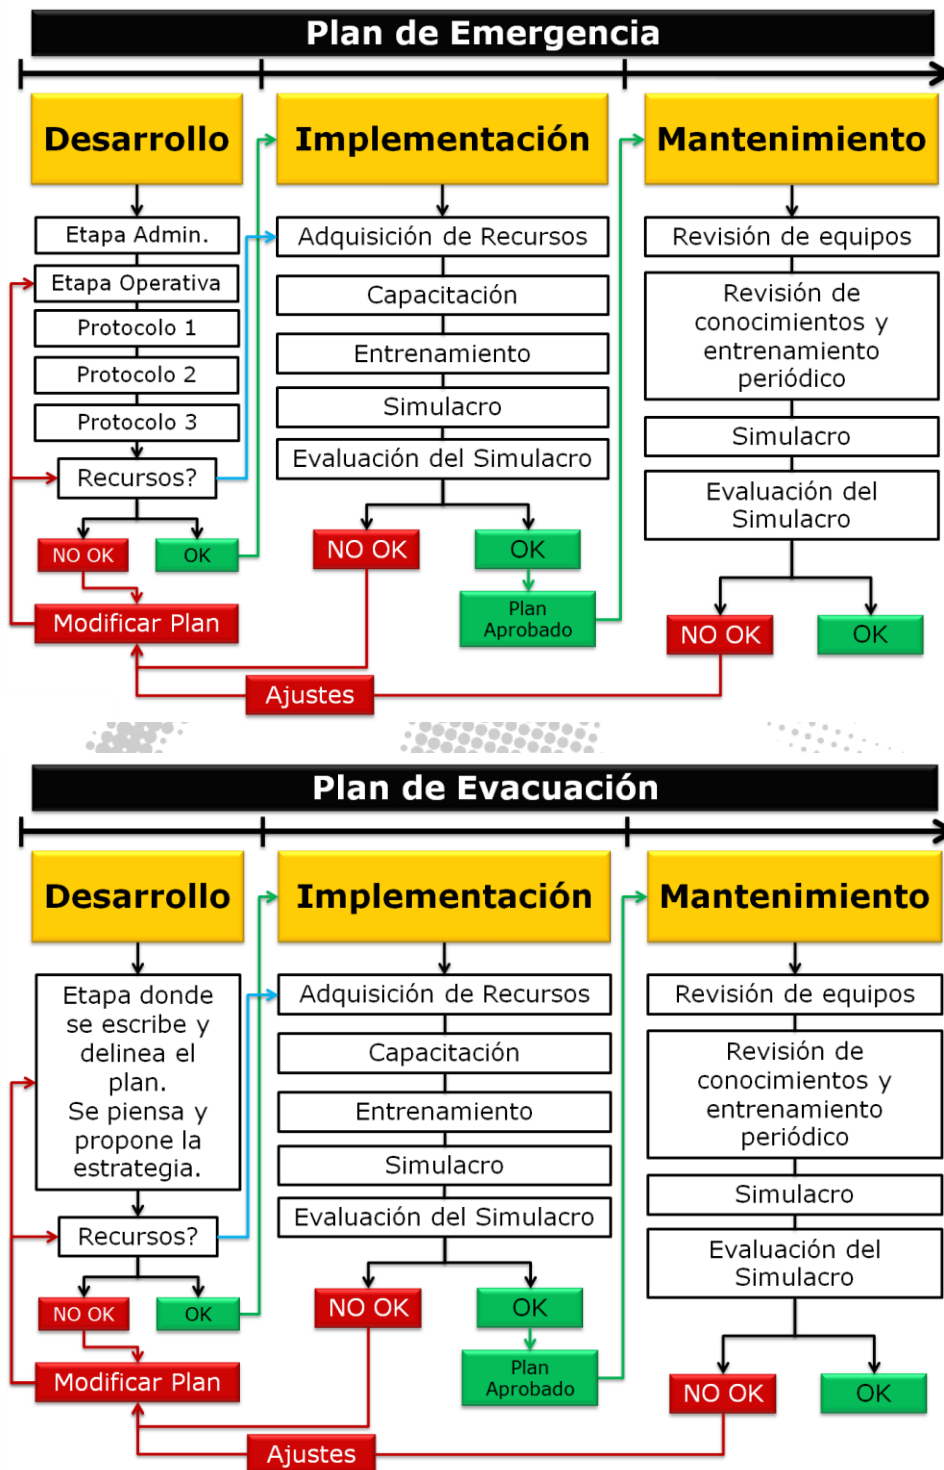 Plan de Emergencia
Desarrollo
Implementación
Mantenimiento
Etapa Admin.
Etapa Operativa
Protocolo 1
Protocolo 2
Protocolo 3
Recursos?
NO OK
OK
Modificar Plan
Adquisición de Recursos
Capacitación
Entrenamiento
Simulacro
Evaluación del Simulacro
NO OK
OK
Plan
Aprobado
Revisión de equipos
Revisión de
conocimientos y
entrenamiento
periódico
Simulacro
Evaluación del
Simulacro
NO OK
OK
Ajustes
Plan de Evacuación
Desarrollo
Implementación
Mantenimiento
Etapa donde
se escribe y
delinea el
plan.
Se piensa y
propone la
estrategia.
Recursos?
NO OK
OK
Modificar Plan
Adquisición de Recursos
Capacitación
Entrenamiento
Simulacro
Evaluación del Simulacro
NO OK
OK
Plan
Aprobado
Revisión de equipos
Revisión de
conocimientos y
entrenamiento
periódico
Simulacro
Evaluación del
Simulacro
NO OK
OK
Ajustes